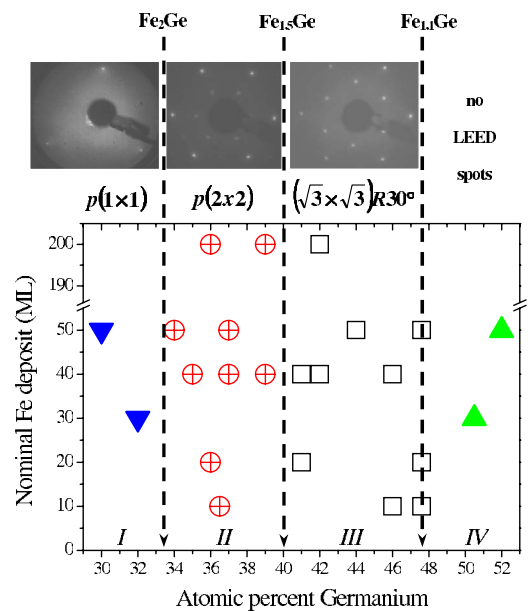 Fe2Ge Fe1.5Ge Fe1.1Ge
no
LEED
spots
p(1×1) p(2x2) (√3×√3)R30°
Nominal Fe deposit (ML)
200
190
50
40
30
20
10
0
I II III IV
30 32 34 36 38 40 42 44 46 48 50 52
Atomic percent Germanium